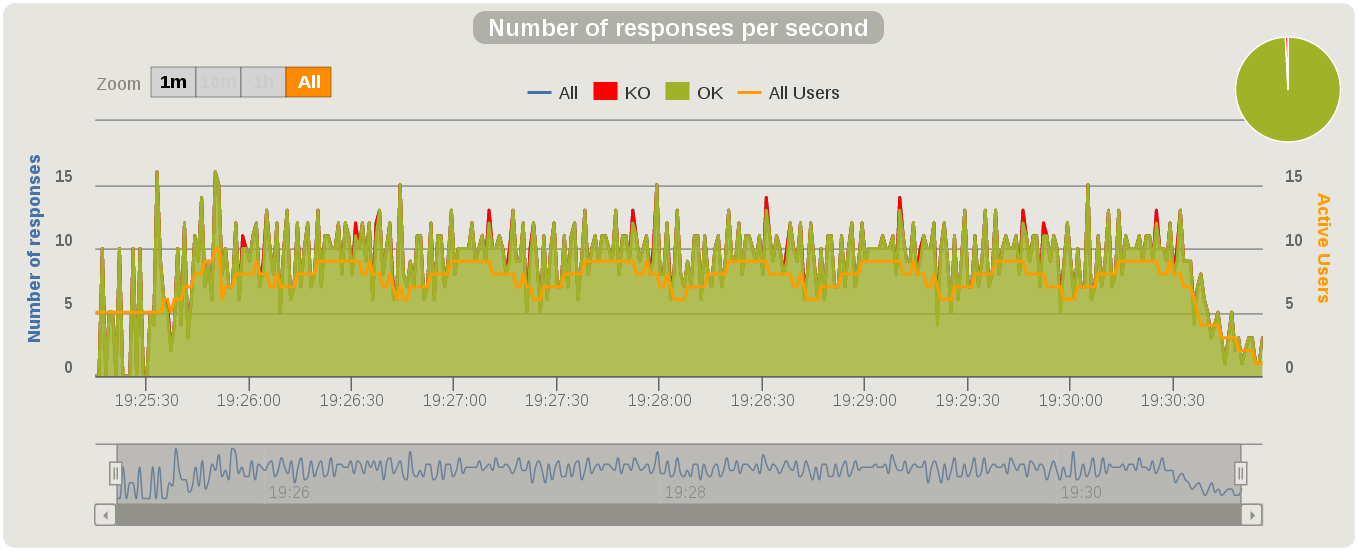 Number of responses per second
Zoom 1m 10m 1h All
All KO OK All Users
Number of responses
15 15
10 10
5 5
0 0
Active Users
19:25:30 19:26:00 19:26:30 19:27:00 19:27:30 19:28:00 19:28:30 19:29:00 19:29:30 19:30:00 19:30:30
19:26 19:28 19:30